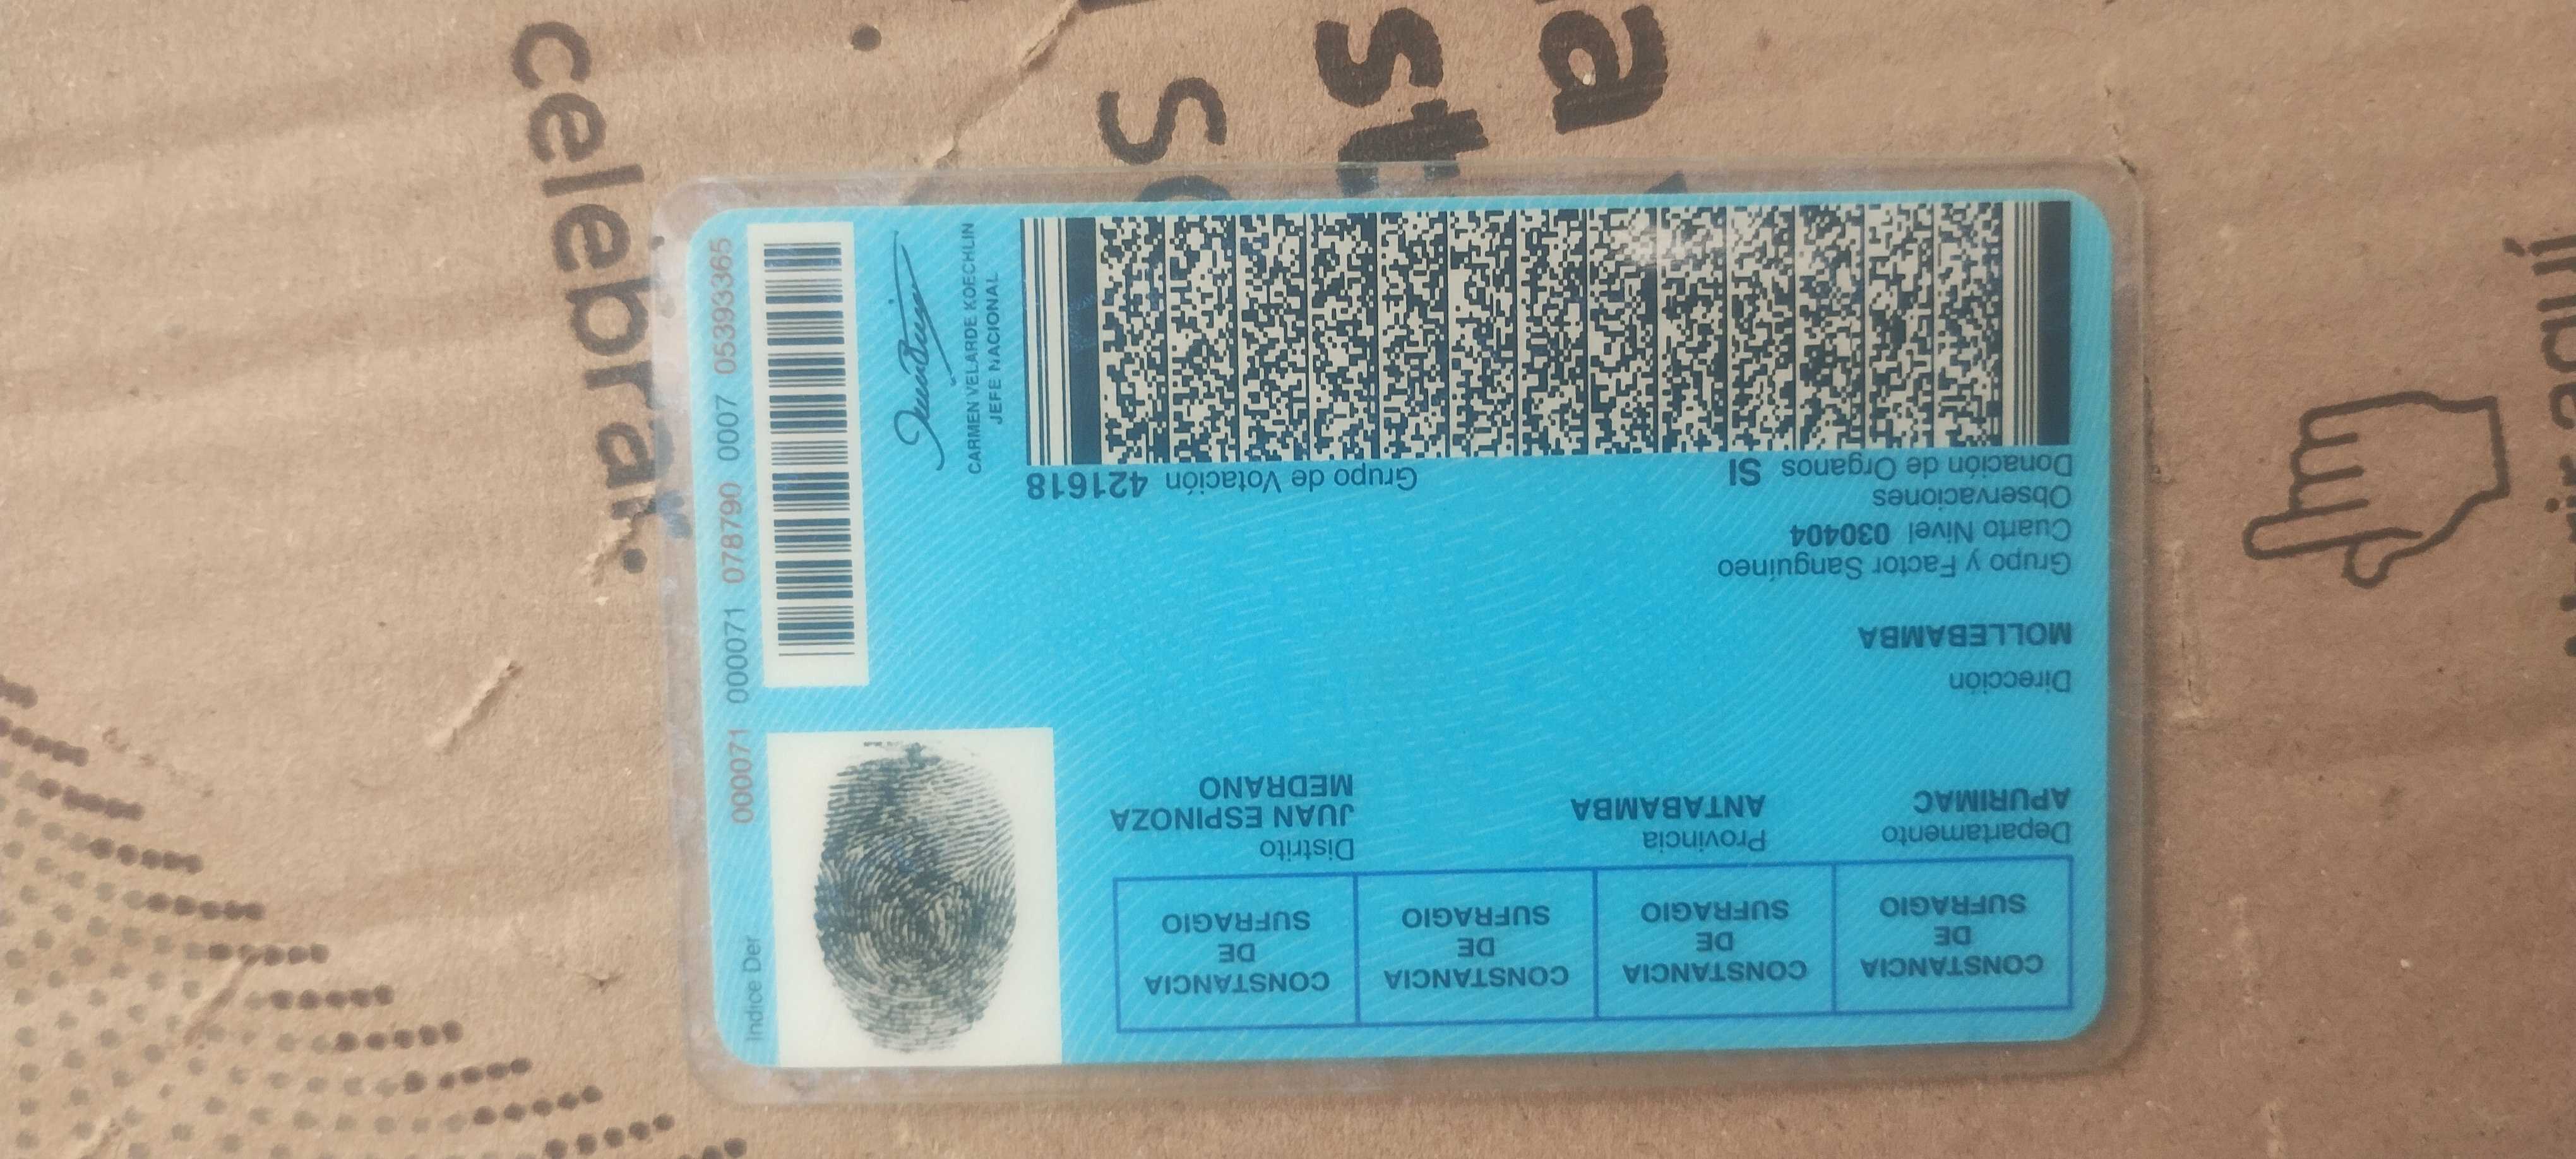 CONSTANCIA
DE
SUFRAGIO
CONSTANCIA
DE
SUFRAGIO
CONSTANCIA
DE
SUFRAGIO
CONSTANCIA
DE
SUFRAGIO
Departamento
APURIMAC
Provincia
ANTABAMBA
Distrito
JUAN ESPINOZA
MEDRANO
Dirección
MOLLEBAMBA
Grupo y Factor Sanguíneo
Cuarto Nivel 030404
Observaciones
Donación de Organos SI
Grupo de Votación 421618
Indice Der
000071 000071 078790 0007 05393365
CARMEN VELARDE KOECHLIN
JEFE NACIONAL
celebrar.